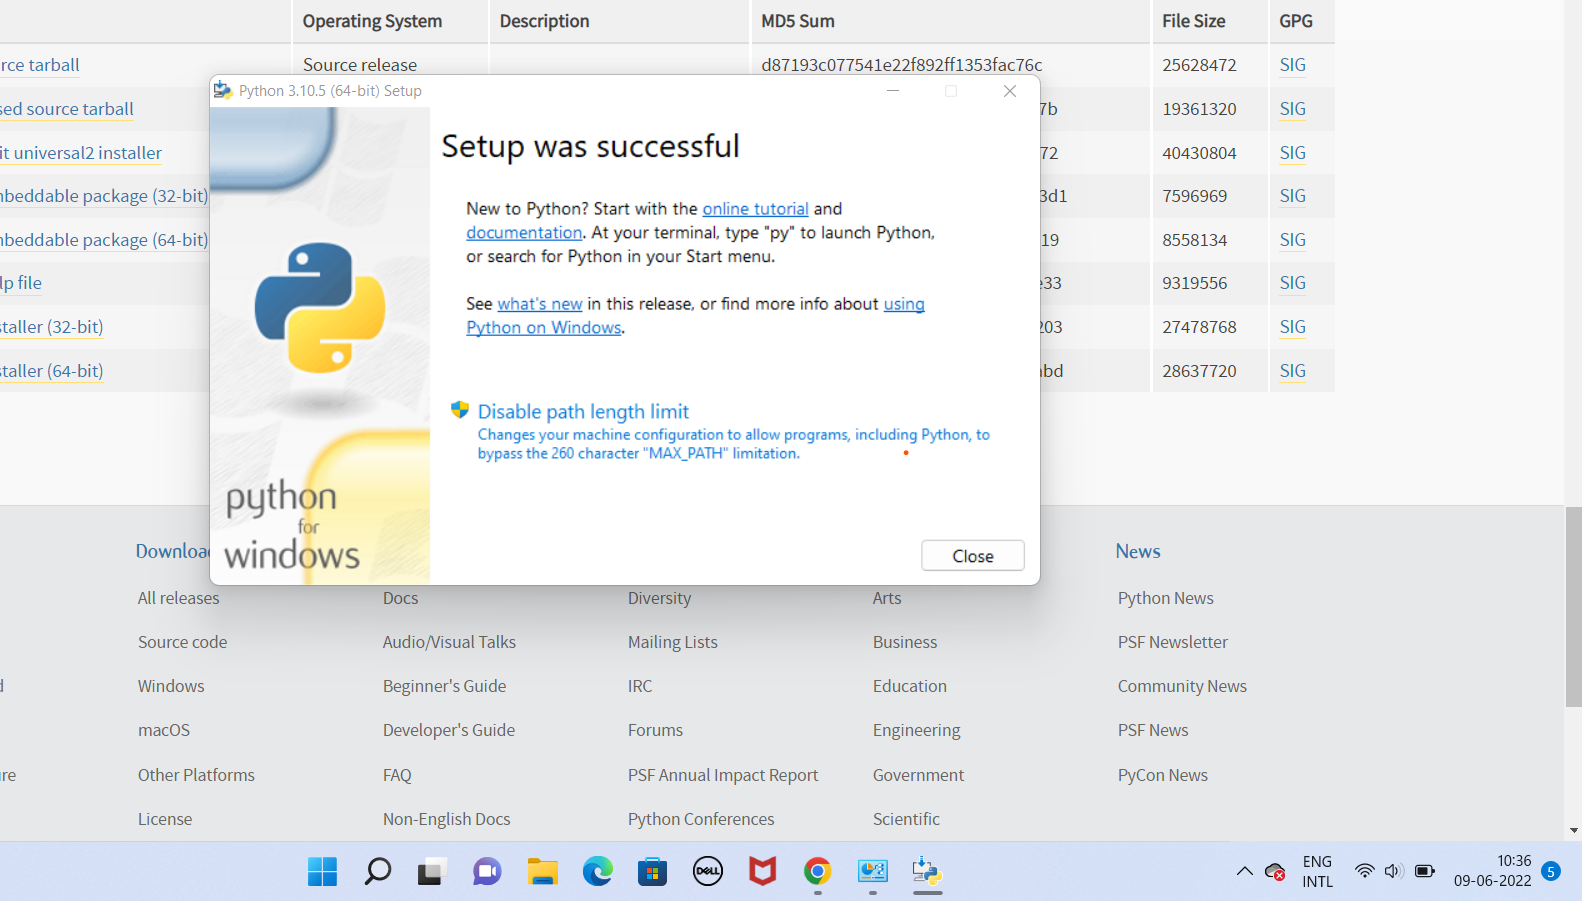 Operating System Description MD5 Sum File Size GPG
rce tarball Source release d87193c077541e22f892ff1353fac76c 25628472 SIG
sed source tarball 7b 19361320 SIG
it universal2 installer 72 40430804 SIG
nbeddable package (32-bit) 3d1 7596969 SIG
nbeddable package (64-bit) 19 8558134 SIG
lp file e33 9319556 SIG
staller (32-bit) 203 27478768 SIG
staller (64-bit) abd 28637720 SIG
Python 3.10.5 (64-bit) Setup
Setup was successful
New to Python? Start with the online tutorial and
documentation. At your terminal, type "py" to launch Python,
or search for Python in your Start menu.
See what's new in this release, or find more info about using
Python on Windows.
Disable path length limit
Changes your machine configuration to allow programs, including Python, to
bypass the 260 character "MAX_PATH" limitation.
python
for
windows
Close
Downloa News
All releases Docs Diversity Arts Python News
Source code Audio/Visual Talks Mailing Lists Business PSF Newsletter
d Windows Beginner's Guide IRC Education Community News
macOS Developer's Guide Forums Engineering PSF News
re Other Platforms FAQ PSF Annual Impact Report Government PyCon News
License Non-English Docs Python Conferences Scientific
DELL
ENG
INTL
10:36
09-06-2022
5